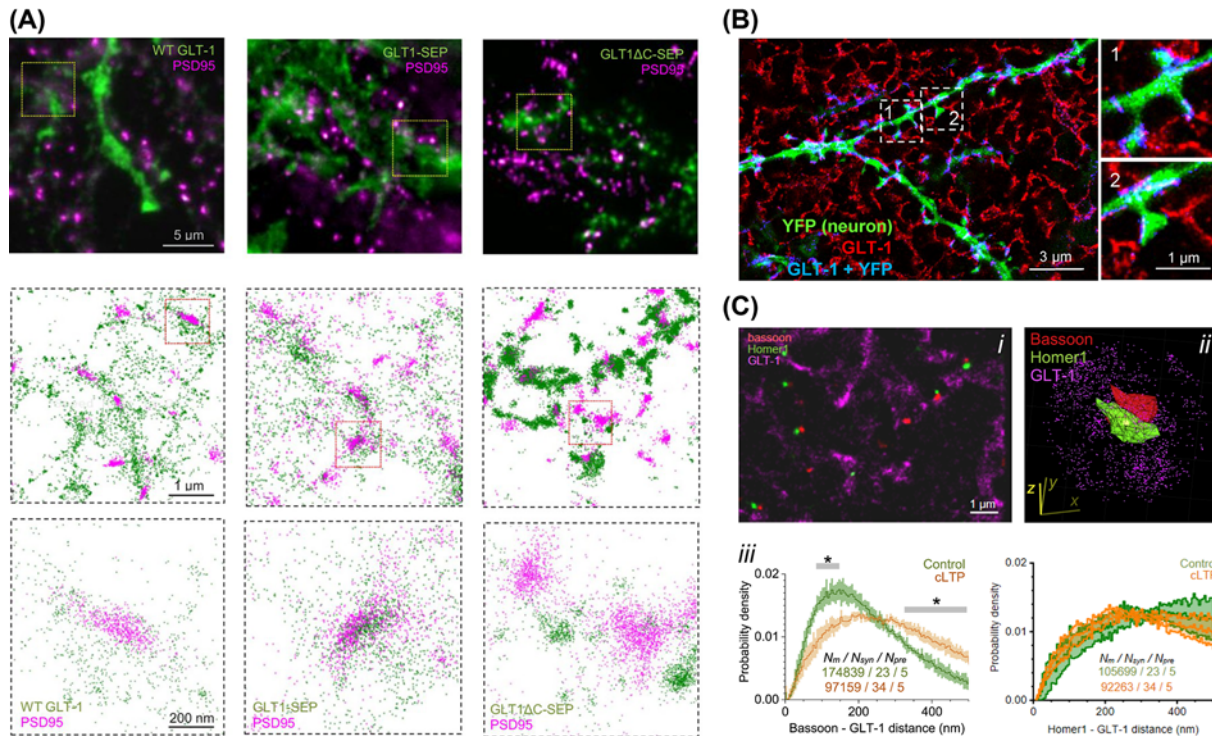 (A)
WT GLT-1
PSD95
5 µm
GLT1-SEP
PSD95
GLT1ΔC-SEP
PSD95
1 µm
WT GLT-1
PSD95
200 nm
GLT1-SEP
PSD95
GLT1ΔC-SEP
PSD95
(B)
1
2
YFP (neuron)
GLT-1
GLT-1 + YFP
3 µm
1
2
1 µm
(C)
bassoon
Homer1
GLT-1
i
1 µm
Bassoon
Homer1
GLT-1
ii
z
y
x
iii
*
*
Control
cLTP
Probability density
0.02
0.01
0.00
Nm / Nsyn / Npre
174839 / 23 / 5
97159 / 34 / 5
0 200 400
Bassoon - GLT-1 distance (nm)
Control
cLTP
Probability density
0.02
0.01
0.00
Nm / Nsyn / Npre
105699 / 23 / 5
92263 / 34 / 5
0 200 400
Homer1 - GLT-1 distance (nm)